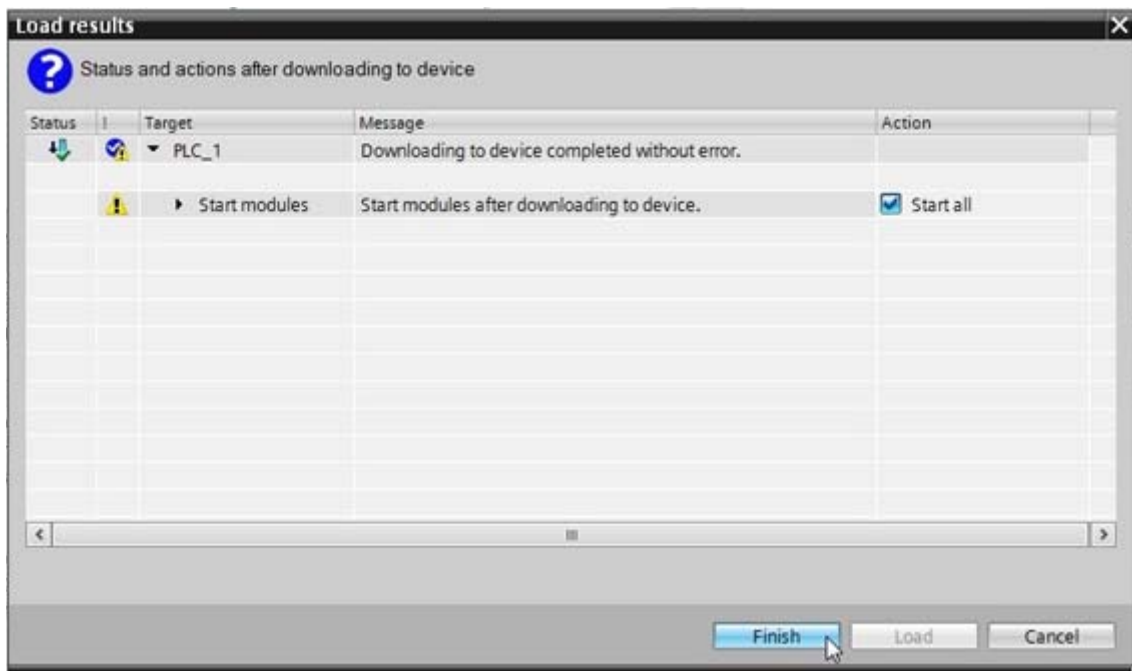 Load results
Status and actions after downloading to device
Status ! Target Message Action
PLC_1 Downloading to device completed without error.
Start modules Start modules after downloading to device. Start all
Finish Load Cancel